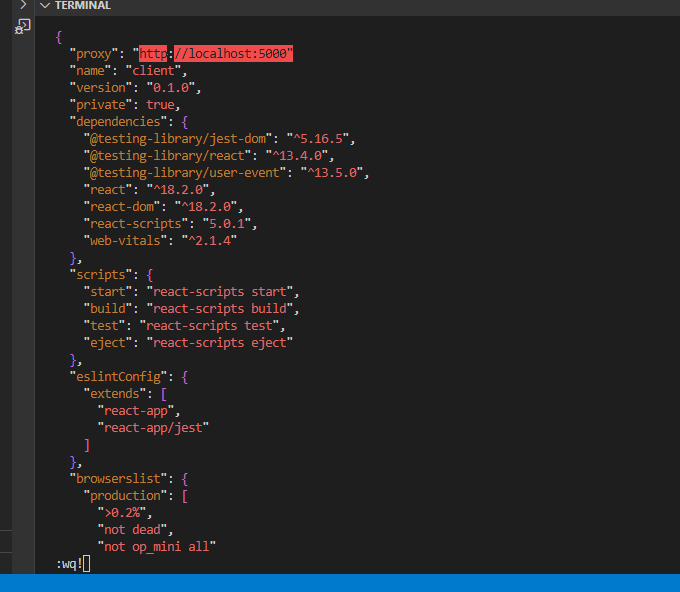 TERMINAL
{
"proxy": "http://localhost:5000"
"name": "client",
"version": "0.1.0",
"private": true,
"dependencies": {
"@testing-library/jest-dom": "^5.16.5",
"@testing-library/react": "^13.4.0",
"@testing-library/user-event": "^13.5.0",
"react": "^18.2.0",
"react-dom": "^18.2.0",
"react-scripts": "5.0.1",
"web-vitals": "^2.1.4"
},
"scripts": {
"start": "react-scripts start",
"build": "react-scripts build",
"test": "react-scripts test",
"eject": "react-scripts eject"
},
"eslintConfig": {
"extends": [
"react-app",
"react-app/jest"
]
},
"browserslist": {
"production": [
">0.2%",
"not dead",
"not op_mini all"
:wq!